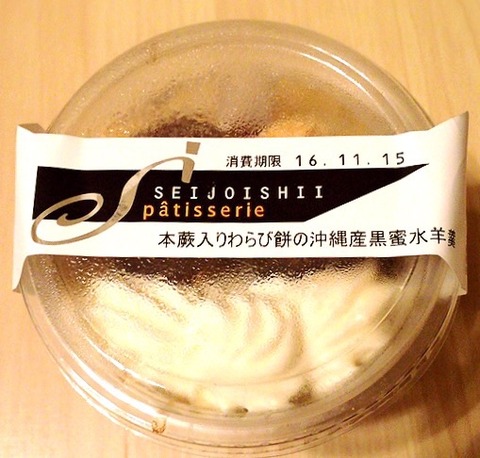 消費期限 16.11.15
Si SEIJOISHII
pâtisserie
本蕨入りわらび餅の沖縄産黒蜜水羊羹